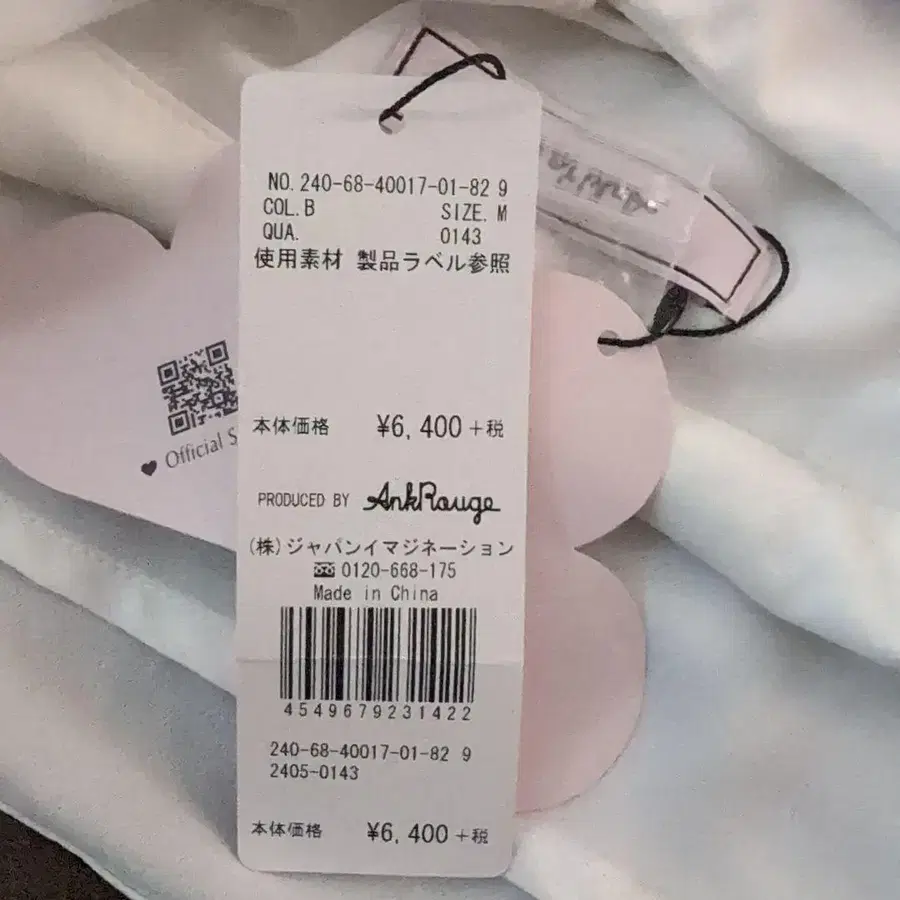 NO. 240-68-40017-01-82 9
COL. B SIZE. M
QUA. 0143
使用素材 製品ラベル参照
本体価格 ¥6,400 +税
PRODUCED BY AnkRouge
(株)ジャパンイマジネーション
0120-668-175
Made in China
4549679231422
240-68-40017-01-82 9
2405-0143
本体価格 ¥6,400 +税
♥ Official S